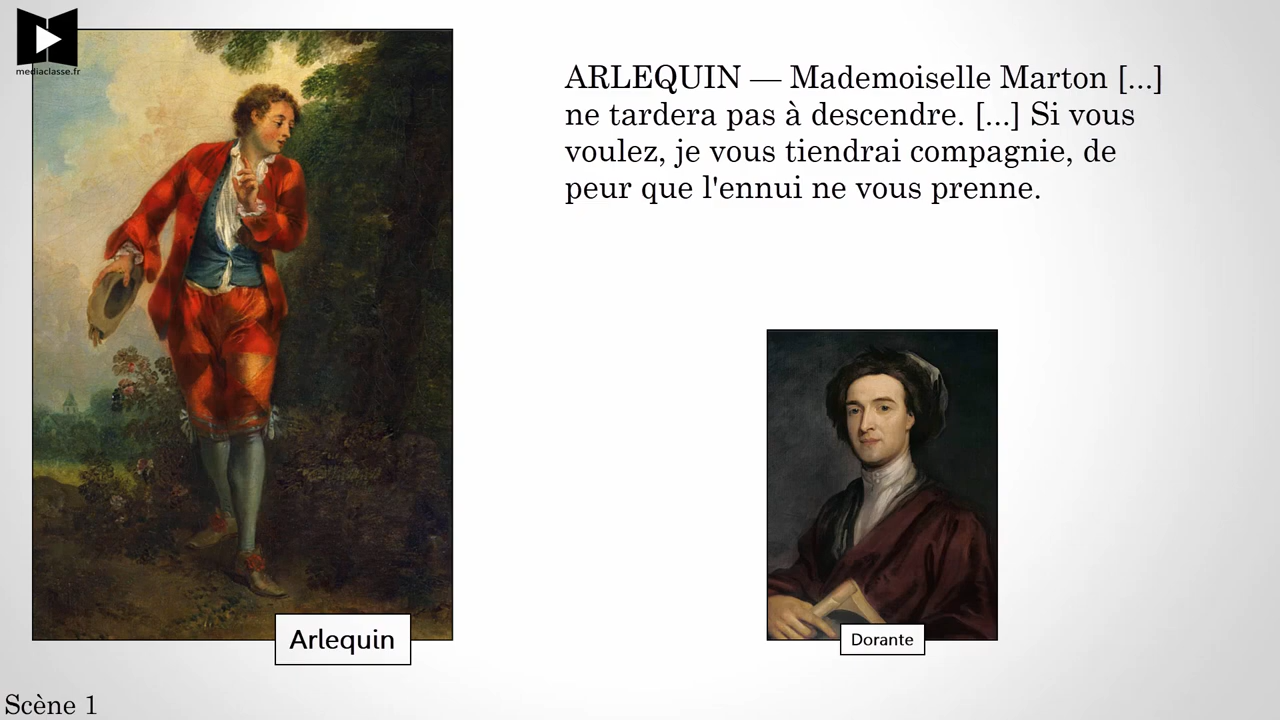 mediaclasse.fr
ARLEQUIN — Mademoiselle Marton [...]
ne tardera pas à descendre. [...] Si vous
voulez, je vous tiendrai compagnie, de
peur que l'ennui ne vous prenne.
Arlequin
Dorante
Scène 1